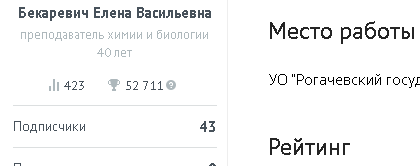 Бекаревич Елена Васильевна
преподаватель химии и биологии
40 лет
423 52 711
Подписчики 43
Место работы
УО "Рогачевский госуд
Рейтинг